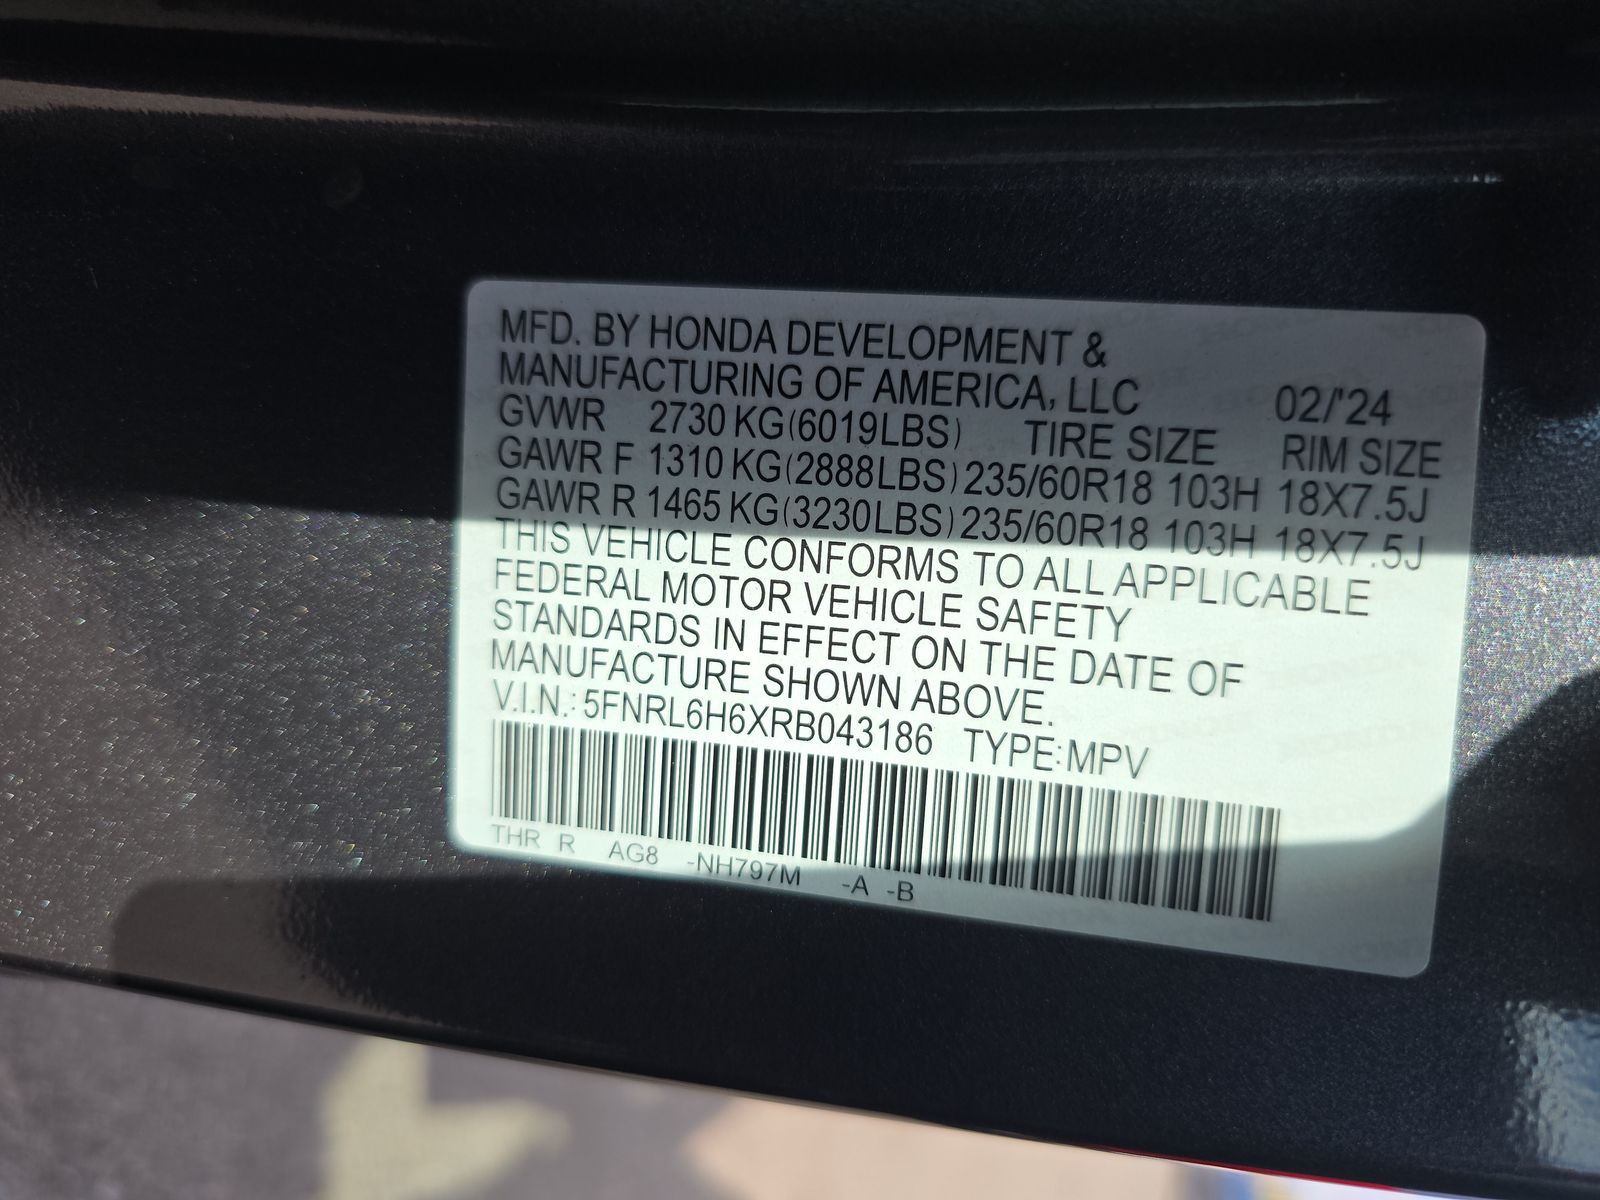 MFD. BY HONDA DEVELOPMENT &
MANUFACTURING OF AMERICA, LLC 02/'24
GVWR 2730 KG(6019LBS) TIRE SIZE RIM SIZE
GAWR F 1310 KG(2888LBS) 235/60R18 103H 18X7.5J
GAWR R 1465 KG(3230LBS) 235/60R18 103H 18X7.5J
THIS VEHICLE CONFORMS TO ALL APPLICABLE
FEDERAL MOTOR VEHICLE SAFETY
STANDARDS IN EFFECT ON THE DATE OF
MANUFACTURE SHOWN ABOVE.
V.I.N.: 5FNRL6H6XRB043186 TYPE:MPV
THR R AG8 -NH797M -A -B